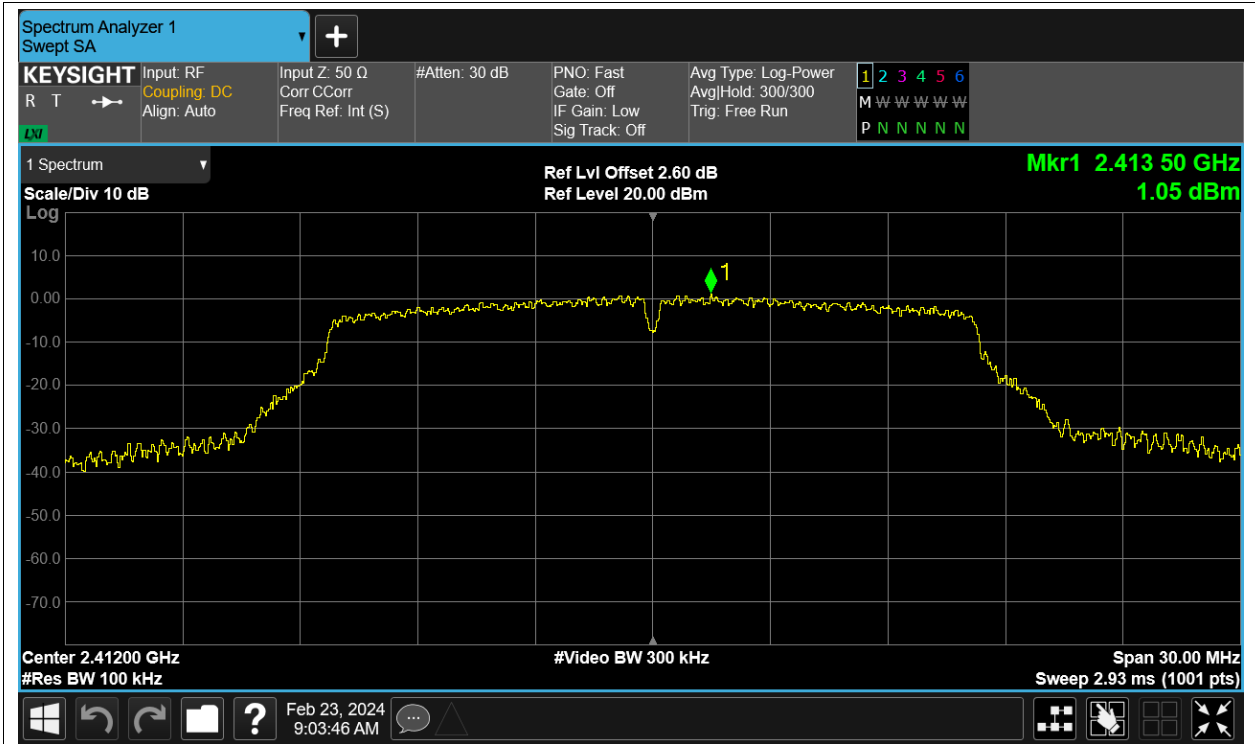 Spectrum Analyzer 1
Swept SA
KEYSIGHT
R T
LXI
Input: RF
Coupling: DC
Align: Auto
Input Z: 50 Ω
Corr CCorr
Freq Ref: Int (S)
#Atten: 30 dB
PNO: Fast
Gate: Off
IF Gain: Low
Sig Track: Off
Avg Type: Log-Power
Avg|Hold: 300/300
Trig: Free Run
1 2 3 4 5 6
M W W W W W
P N N N N N
1 Spectrum
Scale/Div 10 dB
Log
Ref Lvl Offset 2.60 dB
Ref Level 20.00 dBm
Mkr1 2.413 50 GHz
1.05 dBm
1
10.0
0.00
-10.0
-20.0
-30.0
-40.0
-50.0
-60.0
-70.0
Center 2.41200 GHz
#Res BW 100 kHz
#Video BW 300 kHz
Span 30.00 MHz
Sweep 2.93 ms (1001 pts)
?
Feb 23, 2024
9:03:46 AM